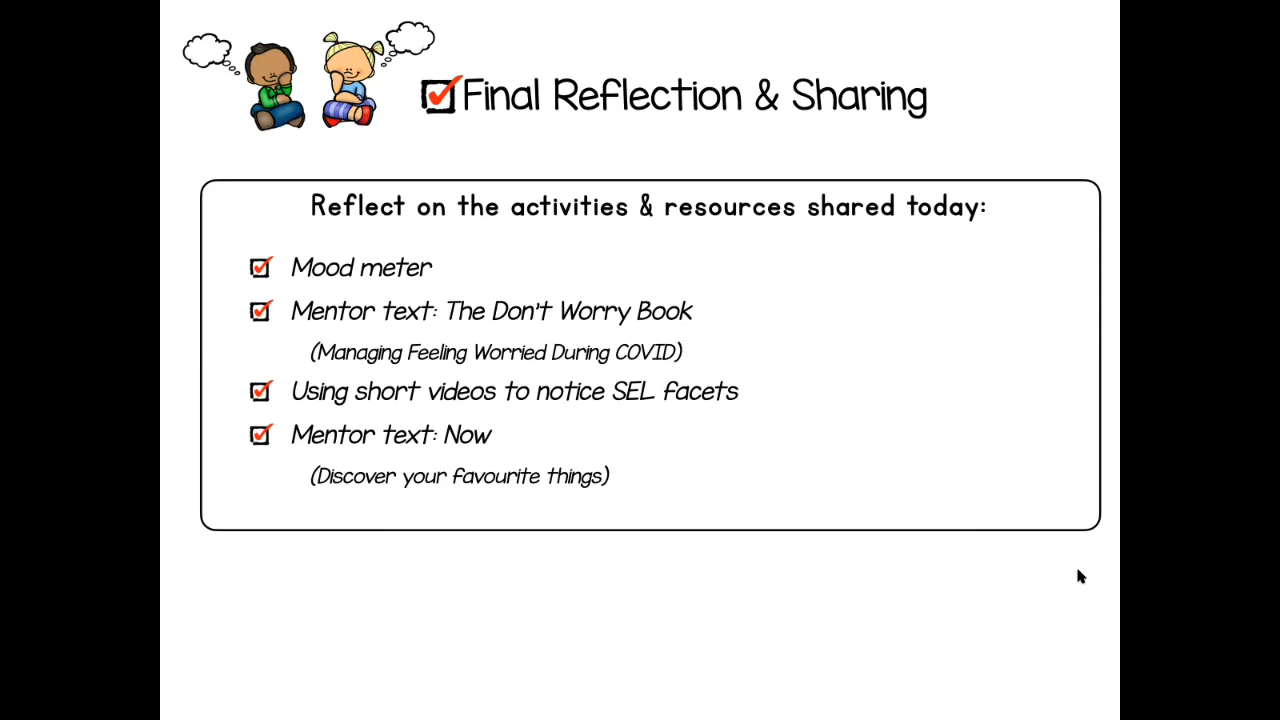 Final Reflection & Sharing
Reflect on the activities & resources shared today:
Mood meter
Mentor text: The Don't Worry Book
(Managing Feeling Worried During COVID)
Using short videos to notice SEL facets
Mentor text: Now
(Discover your favourite things)